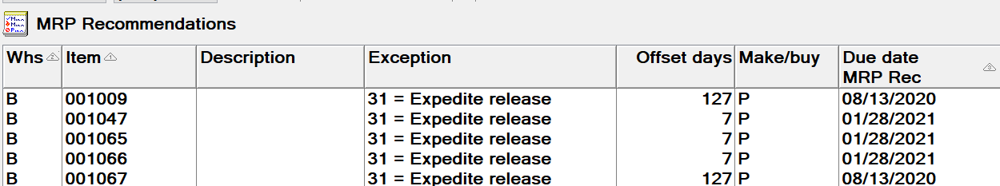 MRP Recommendations
Whs Item Description Exception Offset days Make/buy Due date
MRP Rec
B 001009 31 = Expedite release 127 P 08/13/2020
B 001047 31 = Expedite release 7 P 01/28/2021
B 001065 31 = Expedite release 7 P 01/28/2021
B 001066 31 = Expedite release 7 P 01/28/2021
B 001067 31 = Expedite release 127 P 08/13/2020